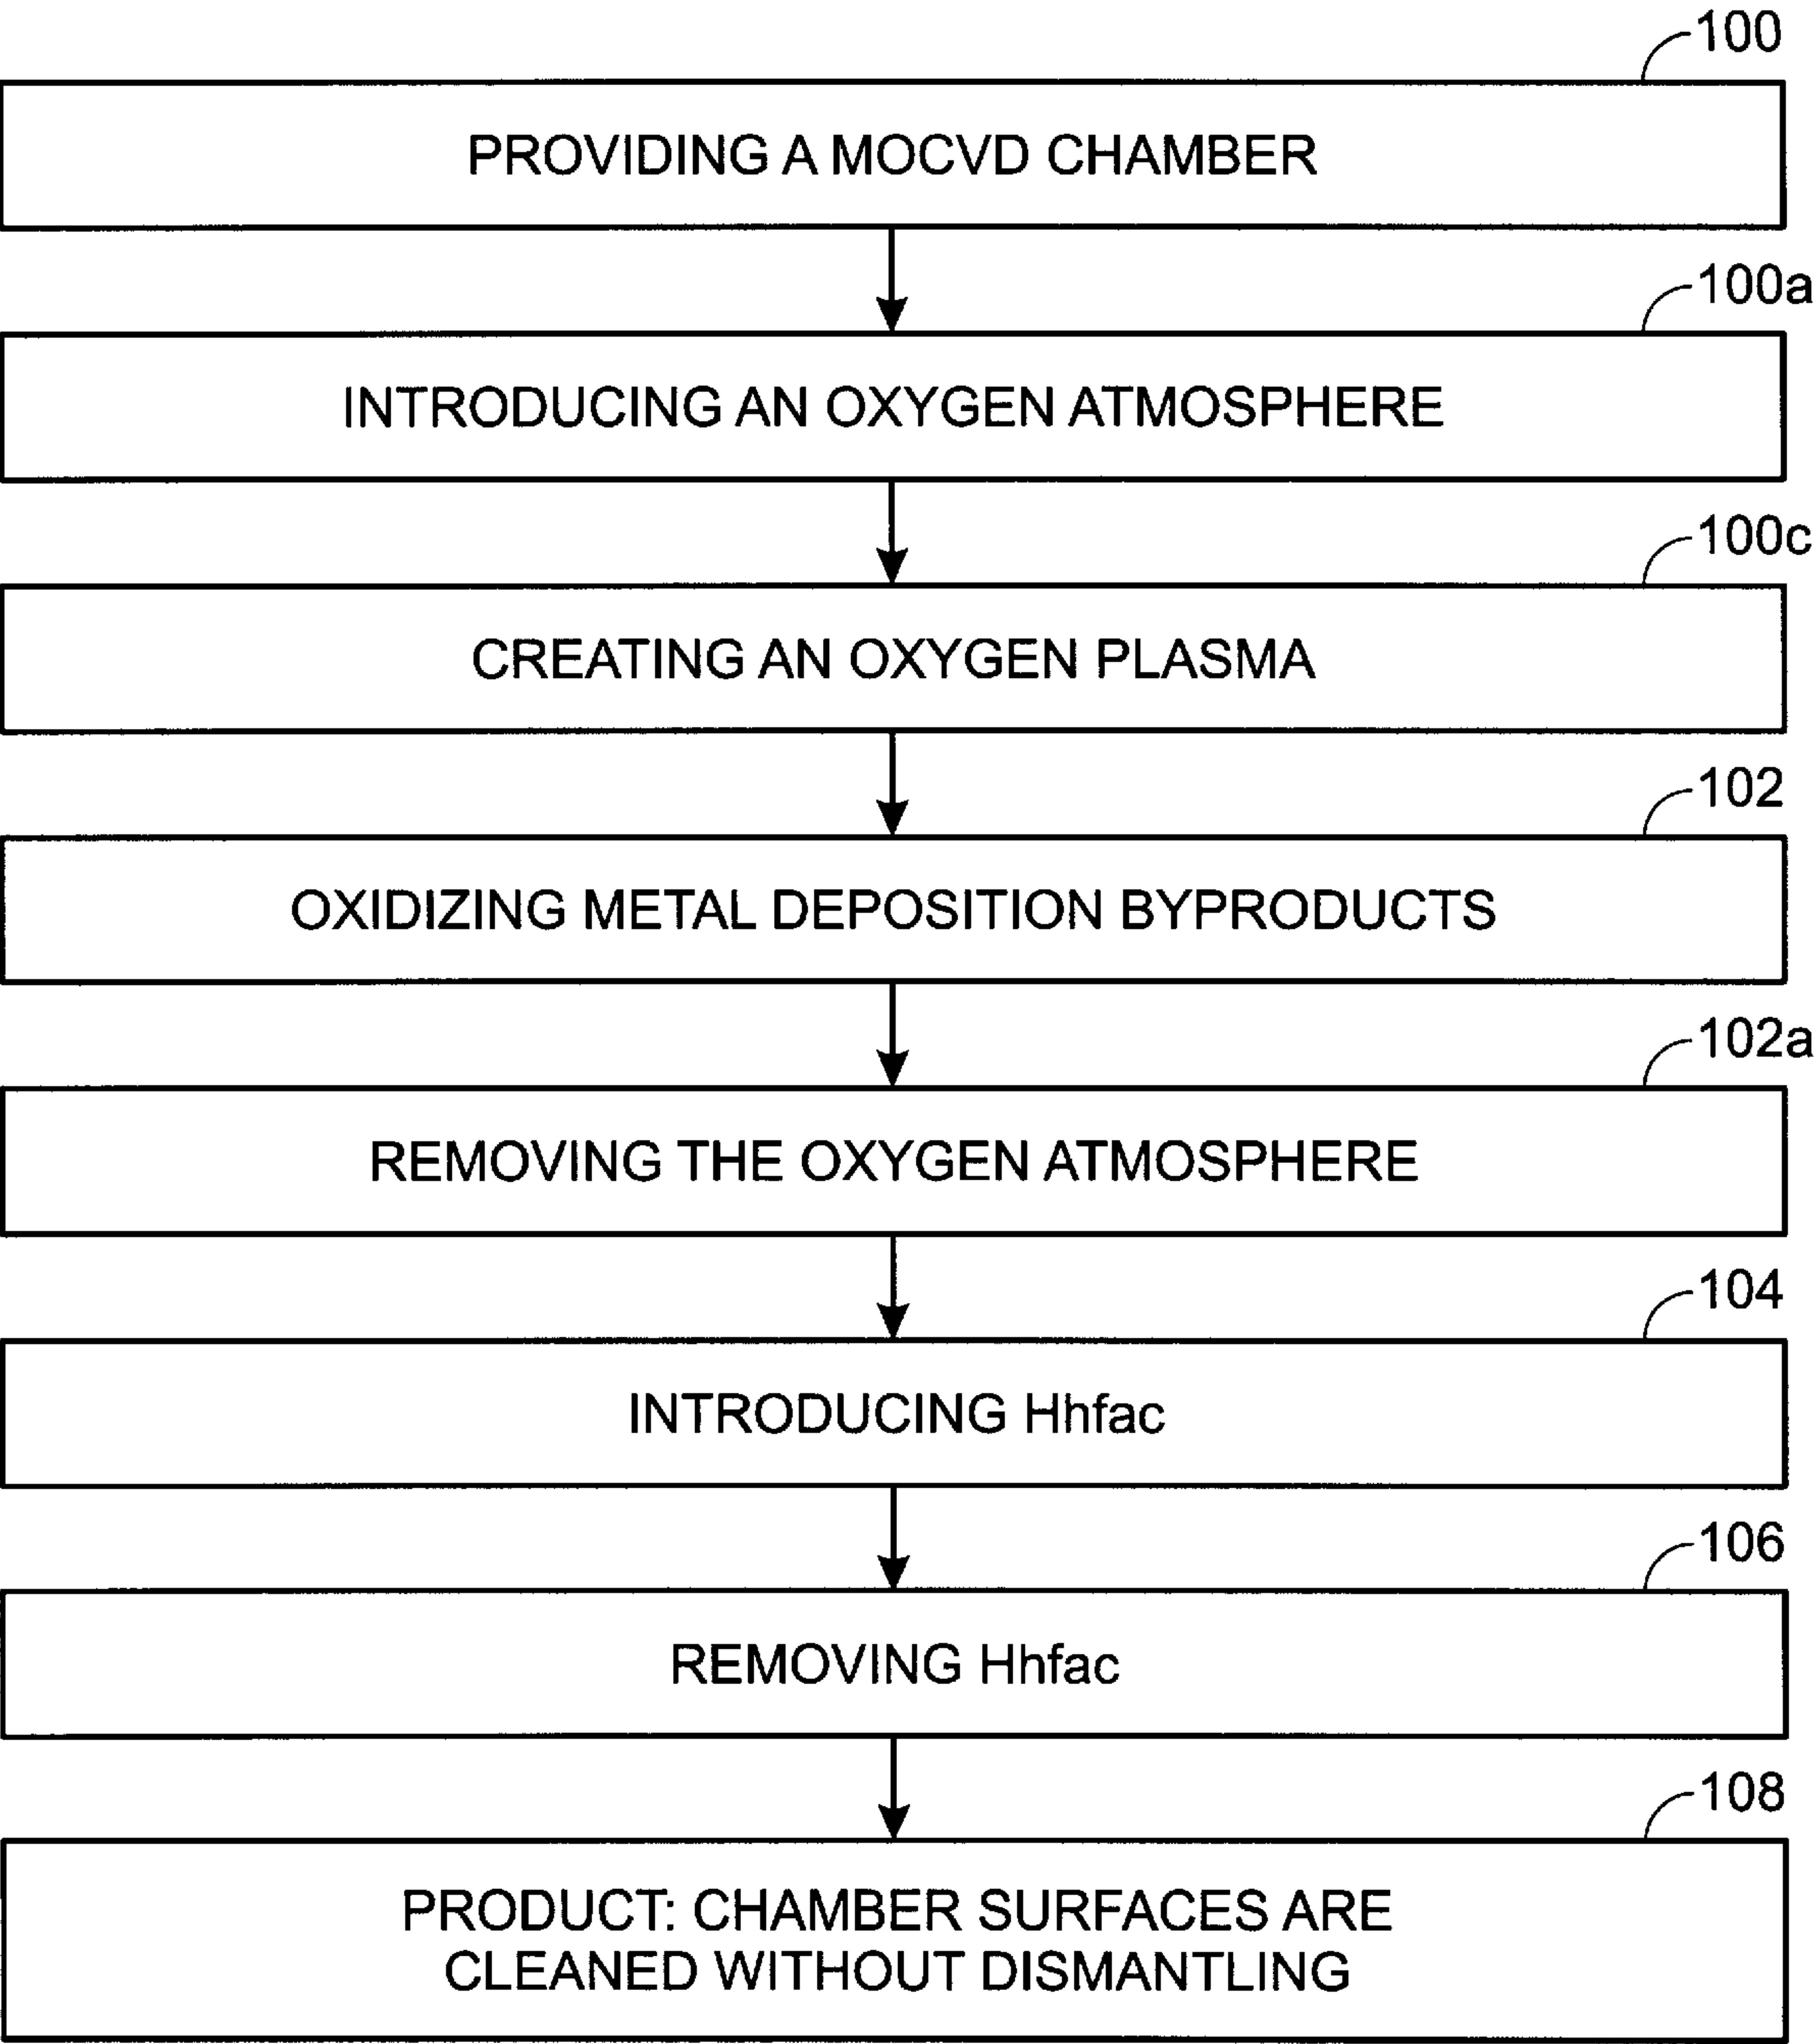 100
PROVIDING A MOCVD CHAMBER
100a
INTRODUCING AN OXYGEN ATMOSPHERE
100c
CREATING AN OXYGEN PLASMA
102
OXIDIZING METAL DEPOSITION BYPRODUCTS
102a
REMOVING THE OXYGEN ATMOSPHERE
104
INTRODUCING Hhfac
106
REMOVING Hhfac
108
PRODUCT: CHAMBER SURFACES ARE
CLEANED WITHOUT DISMANTLING